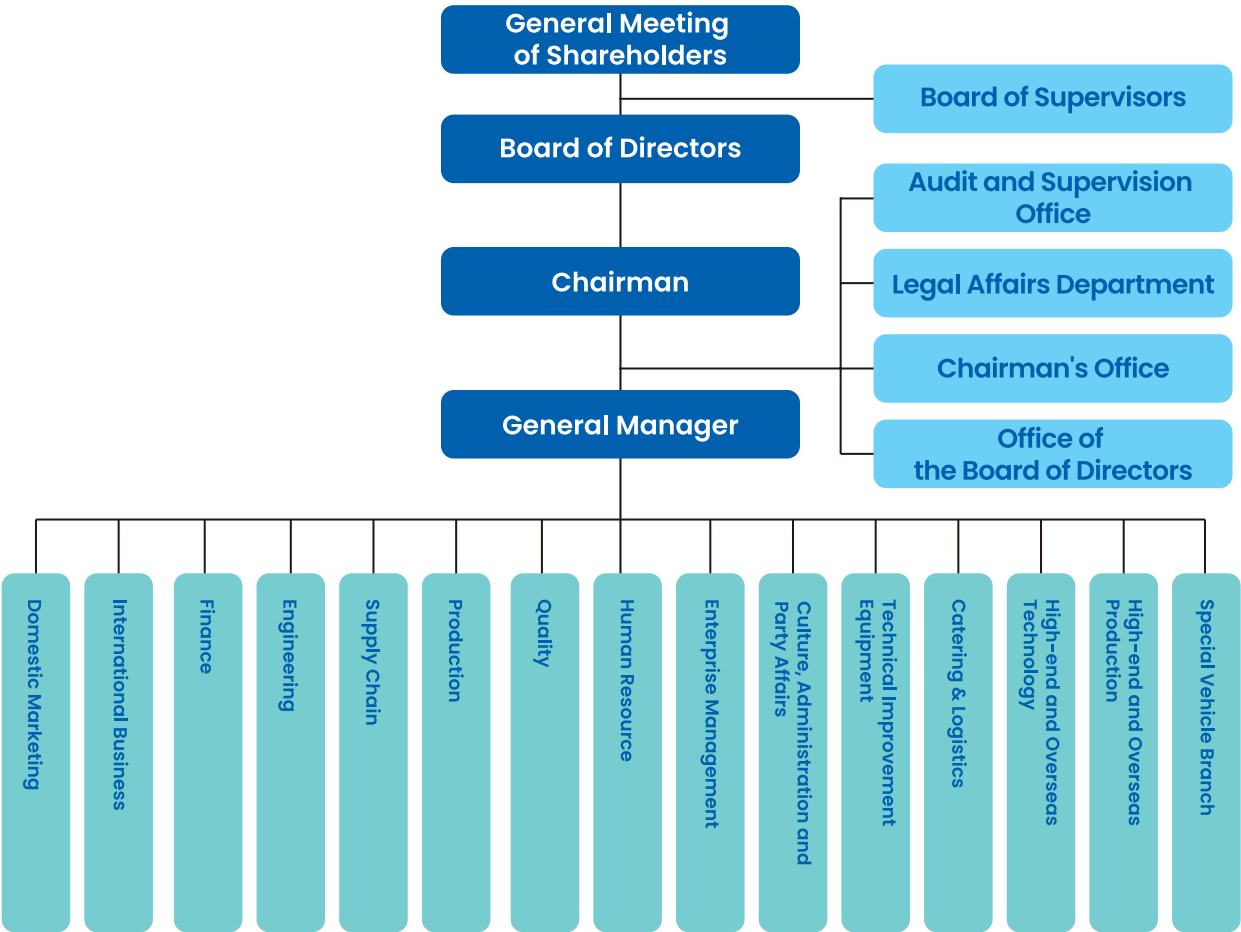 General Meeting
of Shareholders
Board of Supervisors
Board of Directors
Audit and Supervision
Office
Chairman
Legal Affairs Department
Chairman's Office
General Manager
Office of
the Board of Directors
Domestic Marketing
International Business
Finance
Engineering
Supply Chain
Production
Quality
Human Resource
Enterprise Management
Culture, Administration and
Party Affairs
Technical Improvement
Equipment
Catering & Logistics
High-end and Overseas
Technology
High-end and Overseas
Production
Special Vehicle Branch